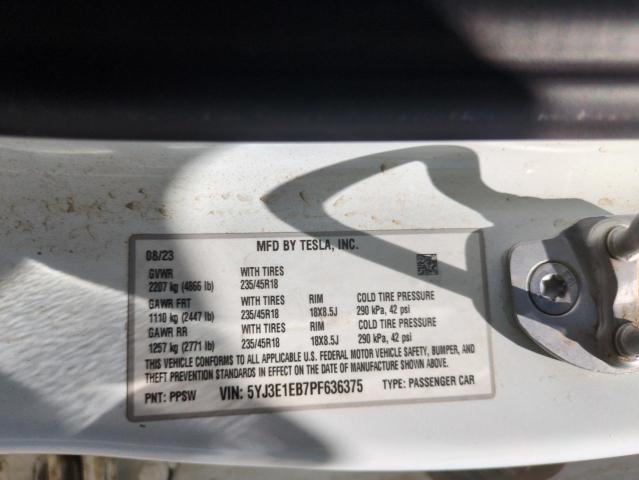 08/23 MFD BY TESLA, INC.
GVWR WITH TIRES
2207 kg (4866 lb) 235/45R18
GAWR FRT WITH TIRES RIM COLD TIRE PRESSURE
1110 kg (2447 lb) 235/45R18 18X8.5J 290 kPa, 42 psi
GAWR RR WITH TIRES RIM COLD TIRE PRESSURE
1257 kg (2771 lb) 235/45R18 18X8.5J 290 kPa, 42 psi
THIS VEHICLE CONFORMS TO ALL APPLICABLE U.S. FEDERAL MOTOR VEHICLE SAFETY, BUMPER, AND
THEFT PREVENTION STANDARDS IN EFFECT ON THE DATE OF MANUFACTURE SHOWN ABOVE.
PNT: PPSW VIN: 5YJ3E1EB7PF636375 TYPE: PASSENGER CAR